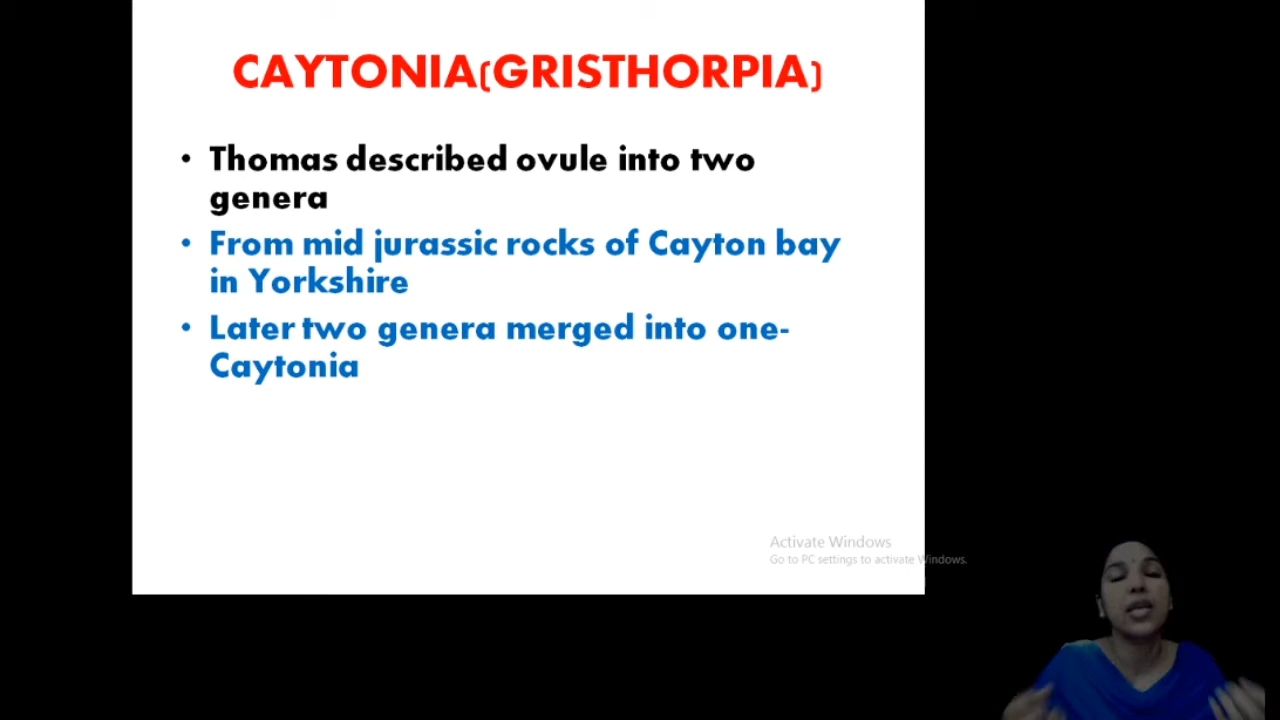 CAYTONIA(GRISTHORPIA)
• Thomas described ovule into two
genera
• From mid jurassic rocks of Cayton bay
in Yorkshire
• Later two genera merged into one-
Caytonia
Activate Windows
Go to PC settings to activate Windows.